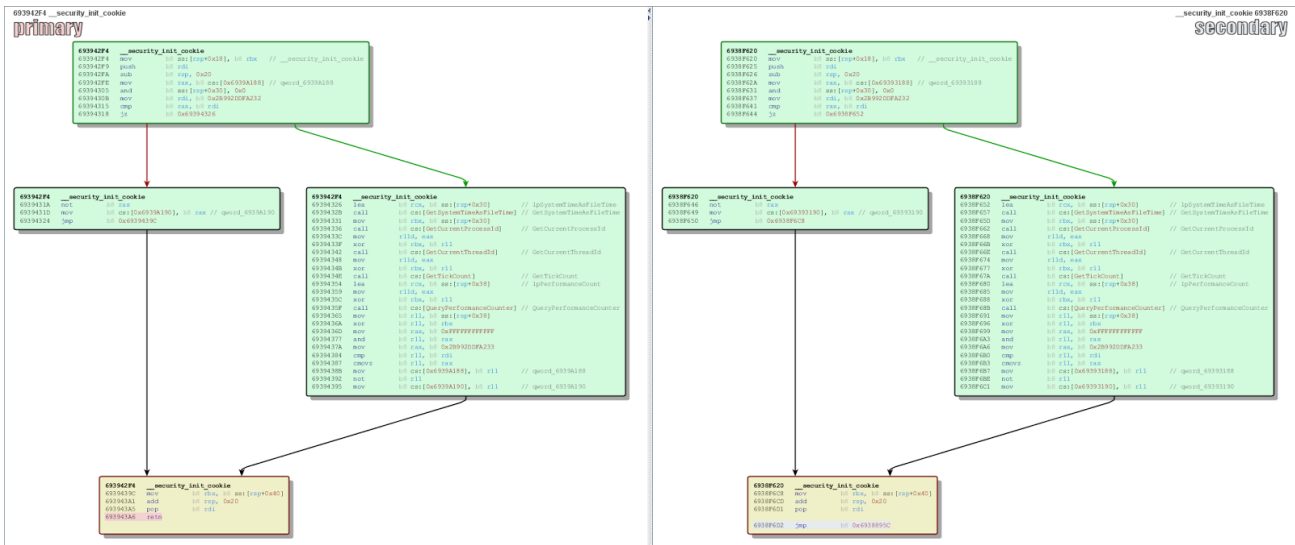 693942F4 __security_init_cookie
primary
693942F4 __security_init_cookie
693942F4 mov b8 ss:[rsp+0x18], b8 rbx // __security_init_cookie
693942F9 push b8 rdi
693942FA sub b8 rsp, 0x20
693942FE mov b8 rax, b8 cs:[0x6939A188] // qword_6939A188
69394305 and b8 ss:[rsp+0x30], 0x0
6939430B mov b8 rdi, 0x2B992DDFA232
69394315 cmp b8 rax, b8 rdi
69394318 jz b8 0x69394326
693942F4 __security_init_cookie
6939431A not b8 rax
6939431D mov b8 cs:[0x6939A190], b8 rax // qword_6939A190
69394324 jmp b8 0x6939439C
693942F4 __security_init_cookie
69394326 lea b8 rcx, b8 ss:[rsp+0x30] // lpSystemTimeAsFileTime
6939432B call b8 cs:[GetSystemTimeAsFileTime] // GetSystemTimeAsFileTime
69394331 mov b8 rbx, b8 ss:[rsp+0x30]
69394336 call b8 cs:[GetCurrentProcessId] // GetCurrentProcessId
6939433C mov r11d, eax
6939433F xor b8 rbx, b8 r11
69394342 call b8 cs:[GetCurrentThreadId] // GetCurrentThreadId
69394348 mov r11d, eax
6939434B xor b8 rbx, b8 r11
6939434E call b8 cs:[GetTickCount] // GetTickCount
69394354 lea b8 rcx, b8 ss:[rsp+0x38] // lpPerformanceCount
69394359 mov r11d, eax
6939435C xor b8 rbx, b8 r11
6939435F call b8 cs:[QueryPerformanceCounter] // QueryPerformanceCounter
69394365 mov b8 r11, b8 ss:[rsp+0x38]
6939436A xor b8 r11, b8 rbx
6939436D mov b8 rax, b8 0xFFFFFFFFFFFF
69394377 and b8 r11, b8 rax
6939437A mov b8 rax, b8 0x2B992DDFA233
69394384 cmp b8 r11, b8 rdi
69394387 cmovz b8 r11, b8 rax
6939438B mov b8 cs:[0x6939A188], b8 r11 // qword_6939A188
69394392 not b8 r11
69394395 mov b8 cs:[0x6939A190], b8 r11 // qword_6939A190
693942F4 __security_init_cookie
6939439C mov b8 rbx, b8 ss:[rsp+0x40]
693943A1 add b8 rsp, 0x20
693943A5 pop b8 rdi
693943A6 retn
__security_init_cookie 6938F620
secondary
6938F620 __security_init_cookie
6938F620 mov b8 ss:[rsp+0x18], b8 rbx // __security_init_cookie
6938F625 push b8 rdi
6938F626 sub b8 rsp, 0x20
6938F62A mov b8 rax, b8 cs:[0x69393188] // qword_69393188
6938F631 and b8 ss:[rsp+0x30], 0x0
6938F637 mov b8 rdi, 0x2B992DDFA232
6938F641 cmp b8 rax, b8 rdi
6938F644 jz b8 0x6938F652
6938F620 __security_init_cookie
6938F646 not b8 rax
6938F649 mov b8 cs:[0x69393190], b8 rax // qword_69393190
6938F650 jmp b8 0x6938F6C8
6938F620 __security_init_cookie
6938F652 lea b8 rcx, b8 ss:[rsp+0x30] // lpSystemTimeAsFileTime
6938F657 call b8 cs:[GetSystemTimeAsFileTime] // GetSystemTimeAsFileTime
6938F65D mov b8 rbx, b8 ss:[rsp+0x30]
6938F662 call b8 cs:[GetCurrentProcessId] // GetCurrentProcessId
6938F668 mov r11d, eax
6938F66B xor b8 rbx, b8 r11
6938F66E call b8 cs:[GetCurrentThreadId] // GetCurrentThreadId
6938F674 mov r11d, eax
6938F677 xor b8 rbx, b8 r11
6938F67A call b8 cs:[GetTickCount] // GetTickCount
6938F680 lea b8 rcx, b8 ss:[rsp+0x38] // lpPerformanceCount
6938F685 mov r11d, eax
6938F688 xor b8 rbx, b8 r11
6938F68B call b8 cs:[QueryPerformanceCounter] // QueryPerformanceCounter
6938F691 mov b8 r11, b8 ss:[rsp+0x38]
6938F696 xor b8 r11, b8 rbx
6938F699 mov b8 rax, b8 0xFFFFFFFFFFFF
6938F6A3 and b8 r11, b8 rax
6938F6A6 mov b8 rax, b8 0x2B992DDFA233
6938F6B0 cmp b8 r11, b8 rdi
6938F6B3 cmovz b8 r11, b8 rax
6938F6B7 mov b8 cs:[0x69393188], b8 r11 // qword_69393188
6938F6BE not b8 r11
6938F6C1 mov b8 cs:[0x69393190], b8 r11 // qword_69393190
6938F620 __security_init_cookie
6938F6C8 mov b8 rbx, b8 ss:[rsp+0x40]
6938F6CD add b8 rsp, 0x20
6938F6D1 pop b8 rdi
6938F6D2 jmp b8 0x6938895C